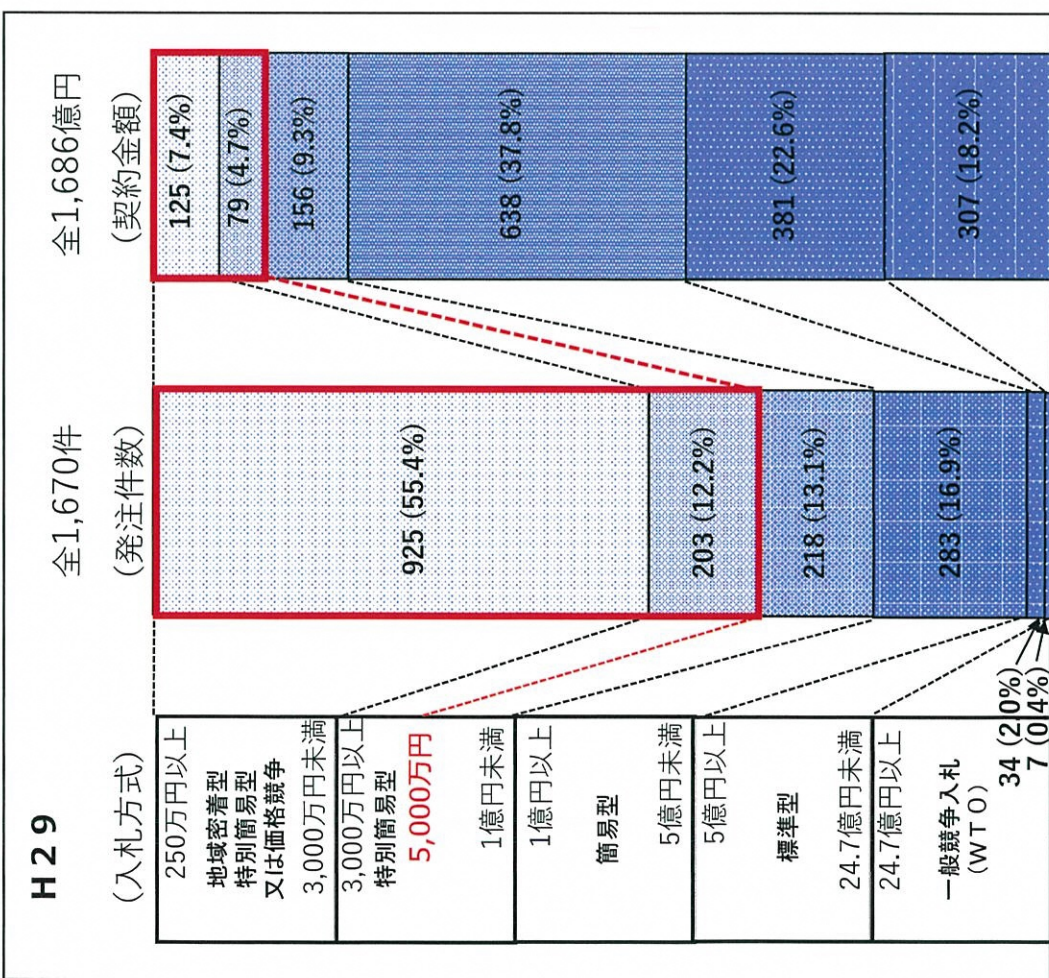 H29
(入札方式)
250万円以上
地域密着型
特別簡易型
又は価格競争
3,000万円未満
3,000万円以上
特別簡易型
5,000万円
1億円未満
1億円以上
簡易型
5億円未満
5億円以上
標準型
24.7億円未満
24.7億円以上
一般競争入札
(WTO)
全1,670件
(発注件数)
925 (55.4%)
203 (12.2%)
218 (13.1%)
283 (16.9%)
34 (2.0%)
7 (0.4%)
全1,686億円
(契約金額)
125 (7.4%)
79 (4.7%)
156 (9.3%)
638 (37.8%)
381 (22.6%)
307 (18.2%)